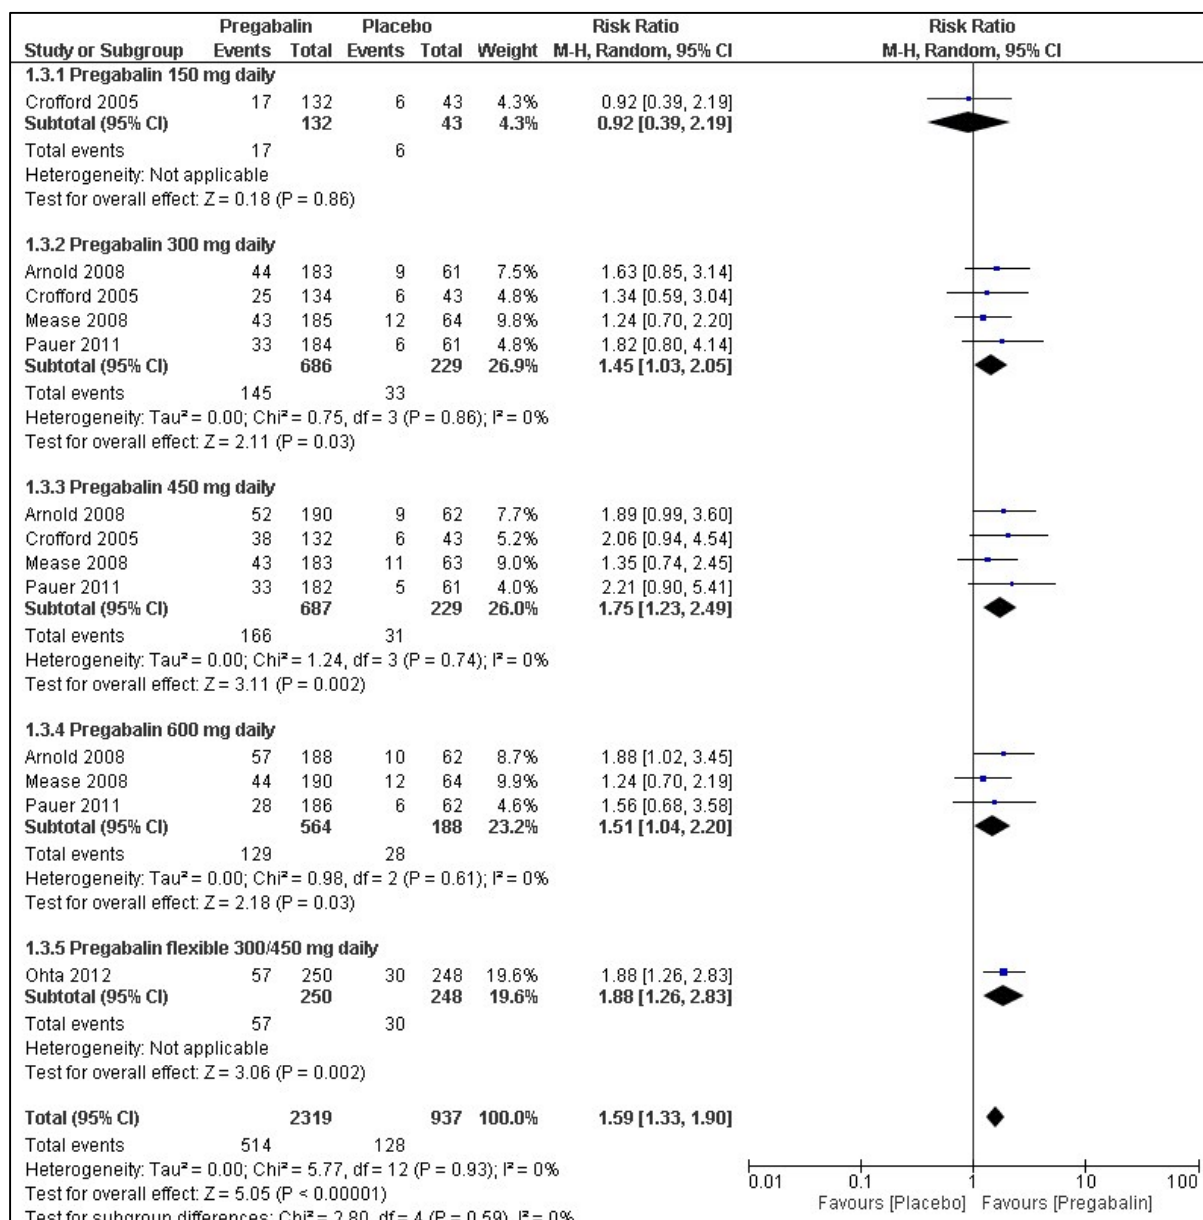 Pregabalin Placebo Risk Ratio Risk Ratio
Study or Subgroup Events Total Events Total Weight M-H, Random, 95% CI M-H, Random, 95% CI
1.3.1 Pregabalin 150 mg daily
Crofford 2005 17 132 6 43 4.3% 0.92 [0.39, 2.19]
Subtotal (95% CI) 132 43 4.3% 0.92 [0.39, 2.19]
Total events 17 6
Heterogeneity: Not applicable
Test for overall effect: Z = 0.18 (P = 0.86)
1.3.2 Pregabalin 300 mg daily
Arnold 2008 44 183 9 61 7.5% 1.63 [0.85, 3.14]
Crofford 2005 25 134 6 43 4.8% 1.34 [0.59, 3.04]
Mease 2008 43 185 12 64 9.8% 1.24 [0.70, 2.20]
Pauer 2011 33 184 6 61 4.8% 1.82 [0.80, 4.14]
Subtotal (95% CI) 686 229 26.9% 1.45 [1.03, 2.05]
Total events 145 33
Heterogeneity: Tau² = 0.00; Chi² = 0.75, df = 3 (P = 0.86); I² = 0%
Test for overall effect: Z = 2.11 (P = 0.03)
1.3.3 Pregabalin 450 mg daily
Arnold 2008 52 190 9 62 7.7% 1.89 [0.99, 3.60]
Crofford 2005 38 132 6 43 5.2% 2.06 [0.94, 4.54]
Mease 2008 43 183 11 63 9.0% 1.35 [0.74, 2.45]
Pauer 2011 33 182 5 61 4.0% 2.21 [0.90, 5.41]
Subtotal (95% CI) 687 229 26.0% 1.75 [1.23, 2.49]
Total events 166 31
Heterogeneity: Tau² = 0.00; Chi² = 1.24, df = 3 (P = 0.74); I² = 0%
Test for overall effect: Z = 3.11 (P = 0.002)
1.3.4 Pregabalin 600 mg daily
Arnold 2008 57 188 10 62 8.7% 1.88 [1.02, 3.45]
Mease 2008 44 190 12 64 9.9% 1.24 [0.70, 2.19]
Pauer 2011 28 186 6 62 4.6% 1.56 [0.68, 3.58]
Subtotal (95% CI) 564 188 23.2% 1.51 [1.04, 2.20]
Total events 129 28
Heterogeneity: Tau² = 0.00; Chi² = 0.98, df = 2 (P = 0.61); I² = 0%
Test for overall effect: Z = 2.18 (P = 0.03)
1.3.5 Pregabalin flexible 300/450 mg daily
Ohta 2012 57 250 30 248 19.6% 1.88 [1.26, 2.83]
Subtotal (95% CI) 250 248 19.6% 1.88 [1.26, 2.83]
Total events 57 30
Heterogeneity: Not applicable
Test for overall effect: Z = 3.06 (P = 0.002)
Total (95% CI) 2319 937 100.0% 1.59 [1.33, 1.90]
Total events 514 128
Heterogeneity: Tau² = 0.00; Chi² = 5.77, df = 12 (P = 0.93); I² = 0%
Test for overall effect: Z = 5.05 (P < 0.00001)
Test for subgroup differences: Chi² = 2.80, df = 4 (P = 0.59), I² = 0%
0.01 0.1 1 10 100
Favours [Placebo] Favours [Pregabalin]